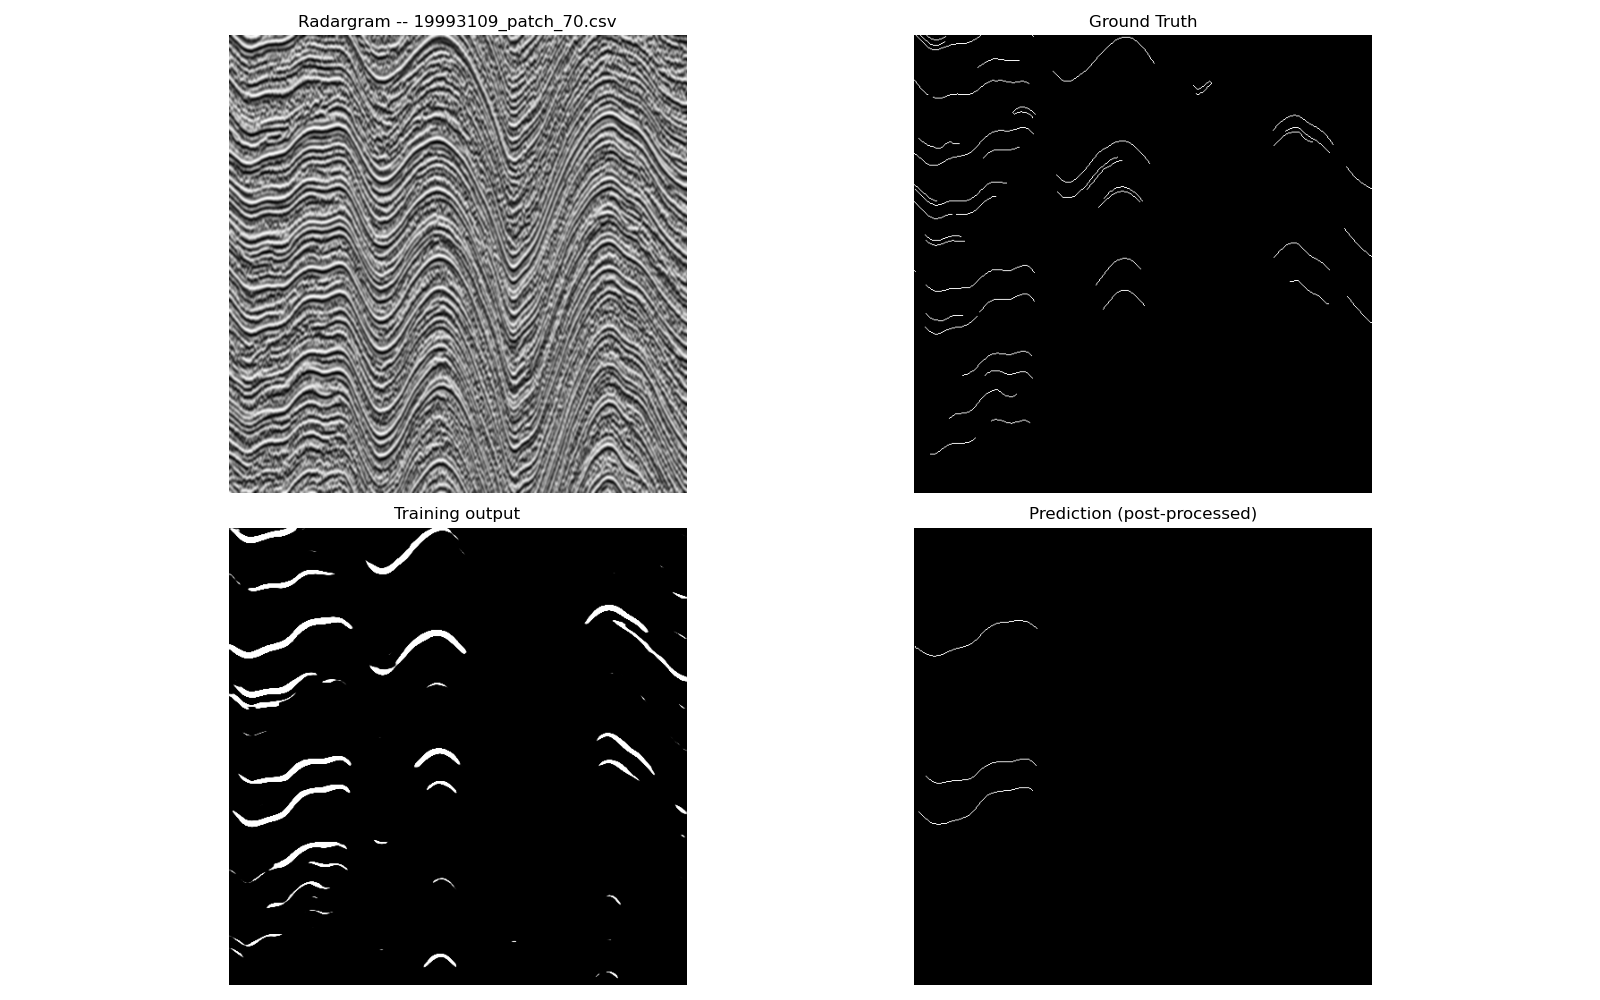 Radargram -- 19993109_patch_70.csv
Ground Truth
Training output
Prediction (post-processed)